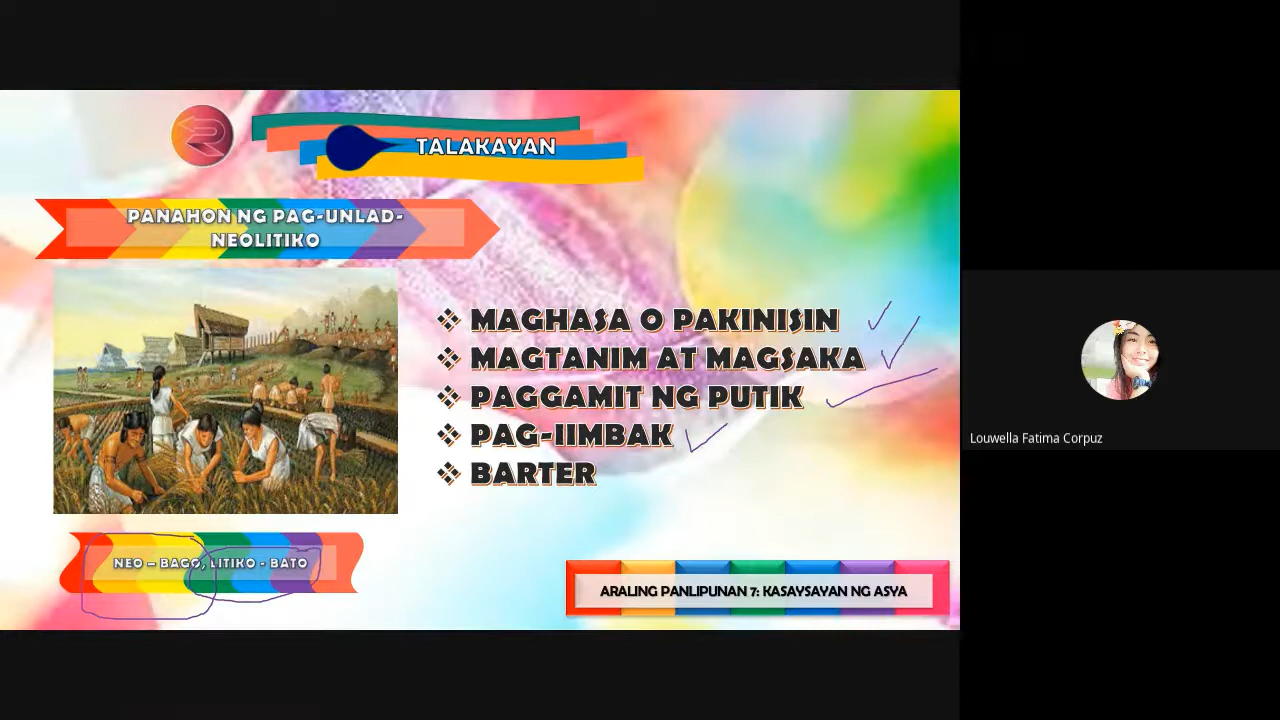 TALAKAYAN
PANAHON NG PAG-UNLAD-
NEOLITIKO
MAGHASA O PAKINISIN
MAGTANIM AT MAGSAKA
PAGGAMIT NG PUTIK
PAG-IIMBAK
BARTER
NEO – BAGO, LITIKO - BATO
ARALING PANLIPUNAN 7: KASAYSAYAN NG ASYA
Louwella Fatima Corpuz